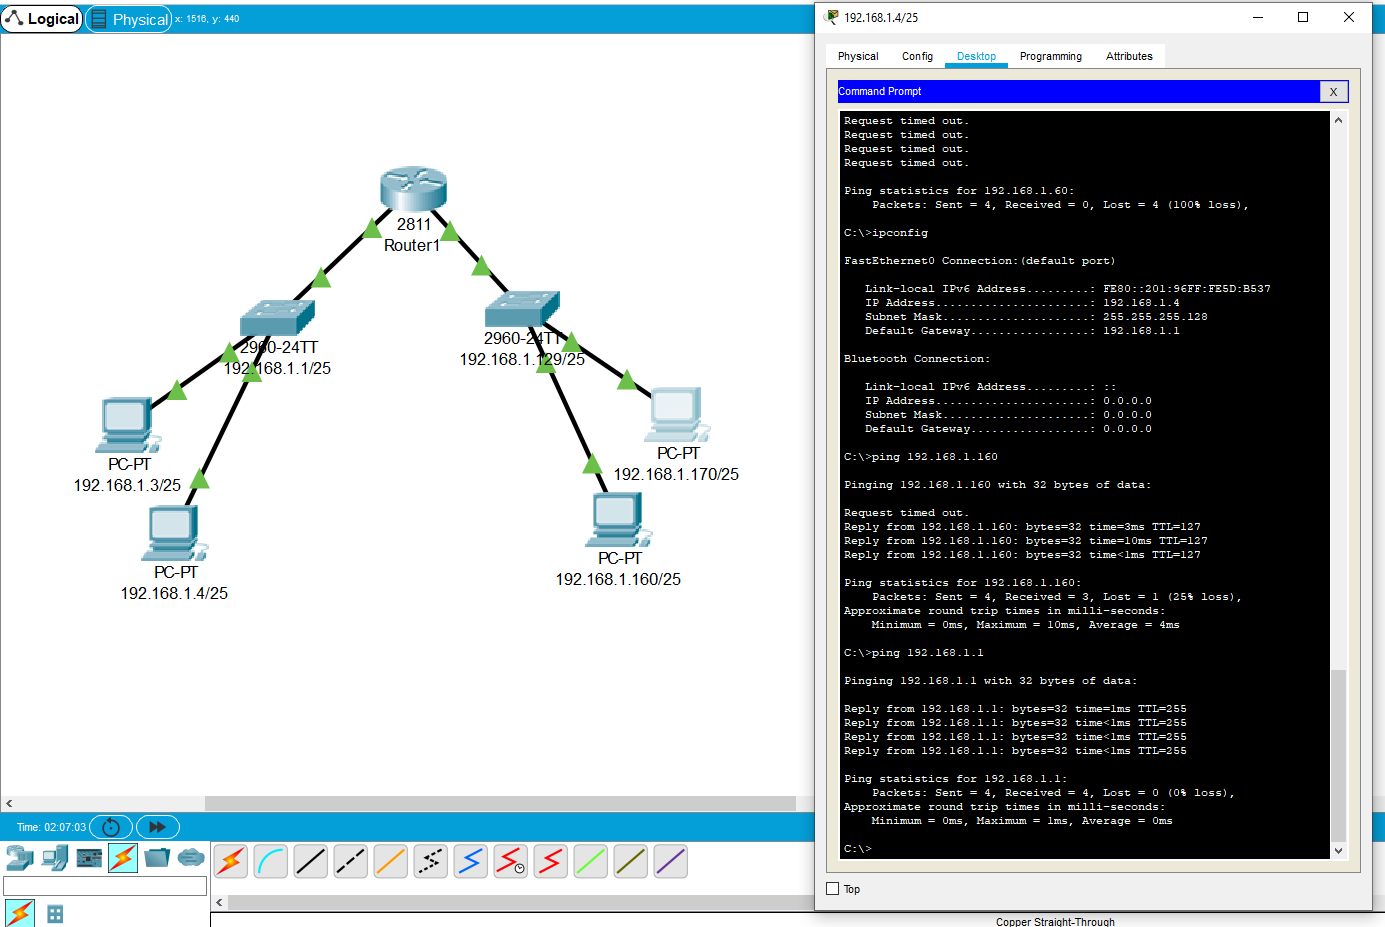 Logical
Physical
x: 1516, y: 440
2811
Router1
2960-24TT
192.168.1.1/25
2960-24TT
192.168.1.129/25
PC-PT
192.168.1.3/25
PC-PT
192.168.1.170/25
PC-PT
192.168.1.4/25
PC-PT
192.168.1.160/25
Time: 02:07:03
192.168.1.4/25
Physical
Config
Desktop
Programming
Attributes
Command Prompt
X
Request timed out.
Request timed out.
Request timed out.
Request timed out.
Ping statistics for 192.168.1.60:
Packets: Sent = 4, Received = 0, Lost = 4 (100% loss),
C:\>ipconfig
FastEthernet0 Connection:(default port)
Link-local IPv6 Address.........: FE80::201:96FF:FE5D:B537
IP Address......................: 192.168.1.4
Subnet Mask.....................: 255.255.255.128
Default Gateway.................: 192.168.1.1
Bluetooth Connection:
Link-local IPv6 Address.........: ::
IP Address......................: 0.0.0.0
Subnet Mask.....................: 0.0.0.0
Default Gateway.................: 0.0.0.0
C:\>ping 192.168.1.160
Pinging 192.168.1.160 with 32 bytes of data:
Request timed out.
Reply from 192.168.1.160: bytes=32 time=3ms TTL=127
Reply from 192.168.1.160: bytes=32 time=10ms TTL=127
Reply from 192.168.1.160: bytes=32 time<1ms TTL=127
Ping statistics for 192.168.1.160:
Packets: Sent = 4, Received = 3, Lost = 1 (25% loss),
Approximate round trip times in milli-seconds:
Minimum = 0ms, Maximum = 10ms, Average = 4ms
C:\>ping 192.168.1.1
Pinging 192.168.1.1 with 32 bytes of data:
Reply from 192.168.1.1: bytes=32 time=1ms TTL=255
Reply from 192.168.1.1: bytes=32 time<1ms TTL=255
Reply from 192.168.1.1: bytes=32 time<1ms TTL=255
Reply from 192.168.1.1: bytes=32 time<1ms TTL=255
Ping statistics for 192.168.1.1:
Packets: Sent = 4, Received = 4, Lost = 0 (0% loss),
Approximate round trip times in milli-seconds:
Minimum = 0ms, Maximum = 1ms, Average = 0ms
C:\>
Top
Copper Straight-Through